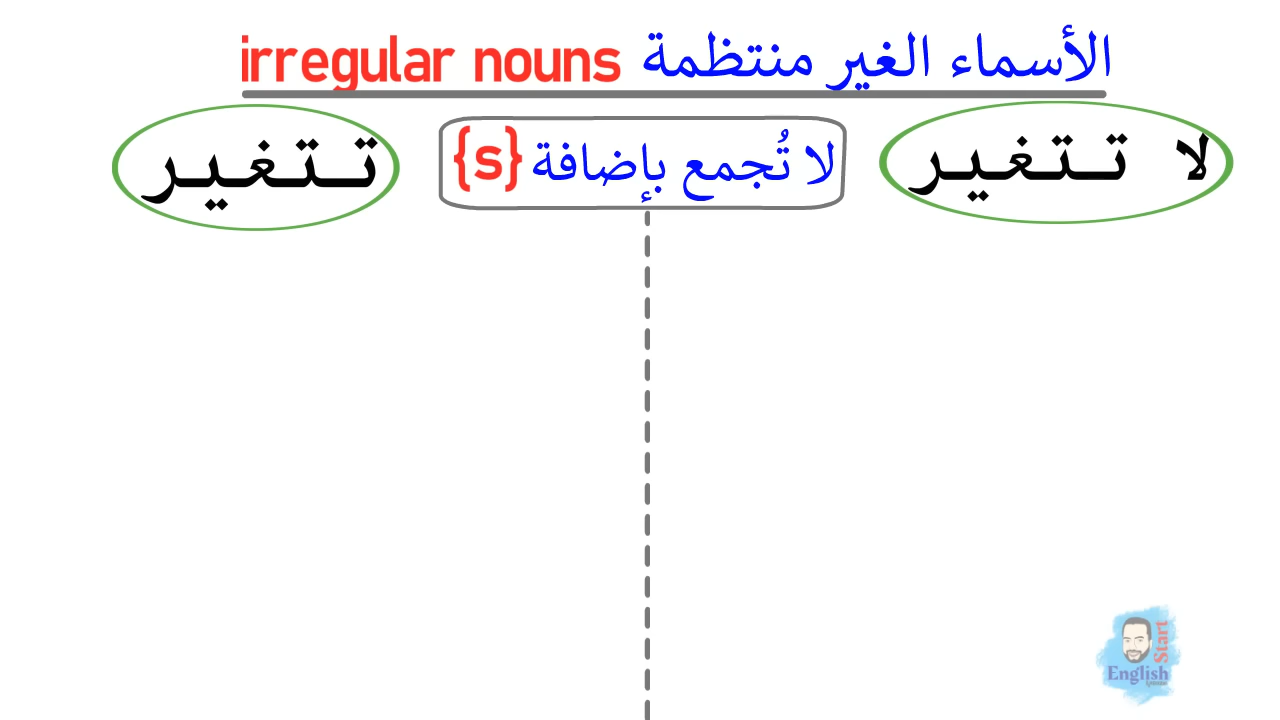 الأسماء الغير منتظمة irregular nouns
لا تـتـغـيـر
لا تُجمع بإضافة {s}
تـتـغـيـر
Start
English